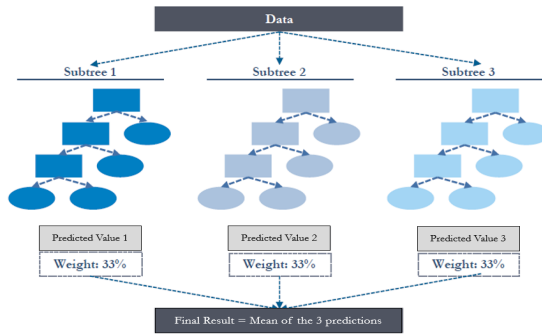 Data
Subtree 1
Subtree 2
Subtree 3
Predicted Value 1
Predicted Value 2
Predicted Value 3
Weight: 33%
Weight: 33%
Weight: 33%
Final Result = Mean of the 3 predictions